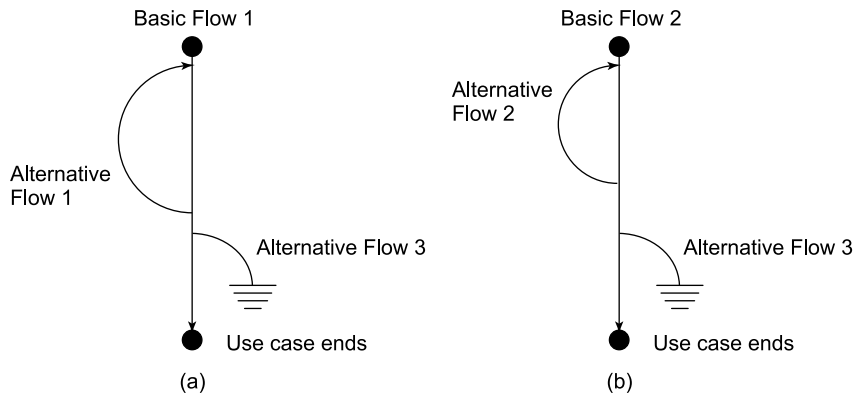 Basic Flow 1
Alternative
Flow 1
Alternative Flow 3
Use case ends
(a)
Basic Flow 2
Alternative
Flow 2
Alternative Flow 3
Use case ends
(b)